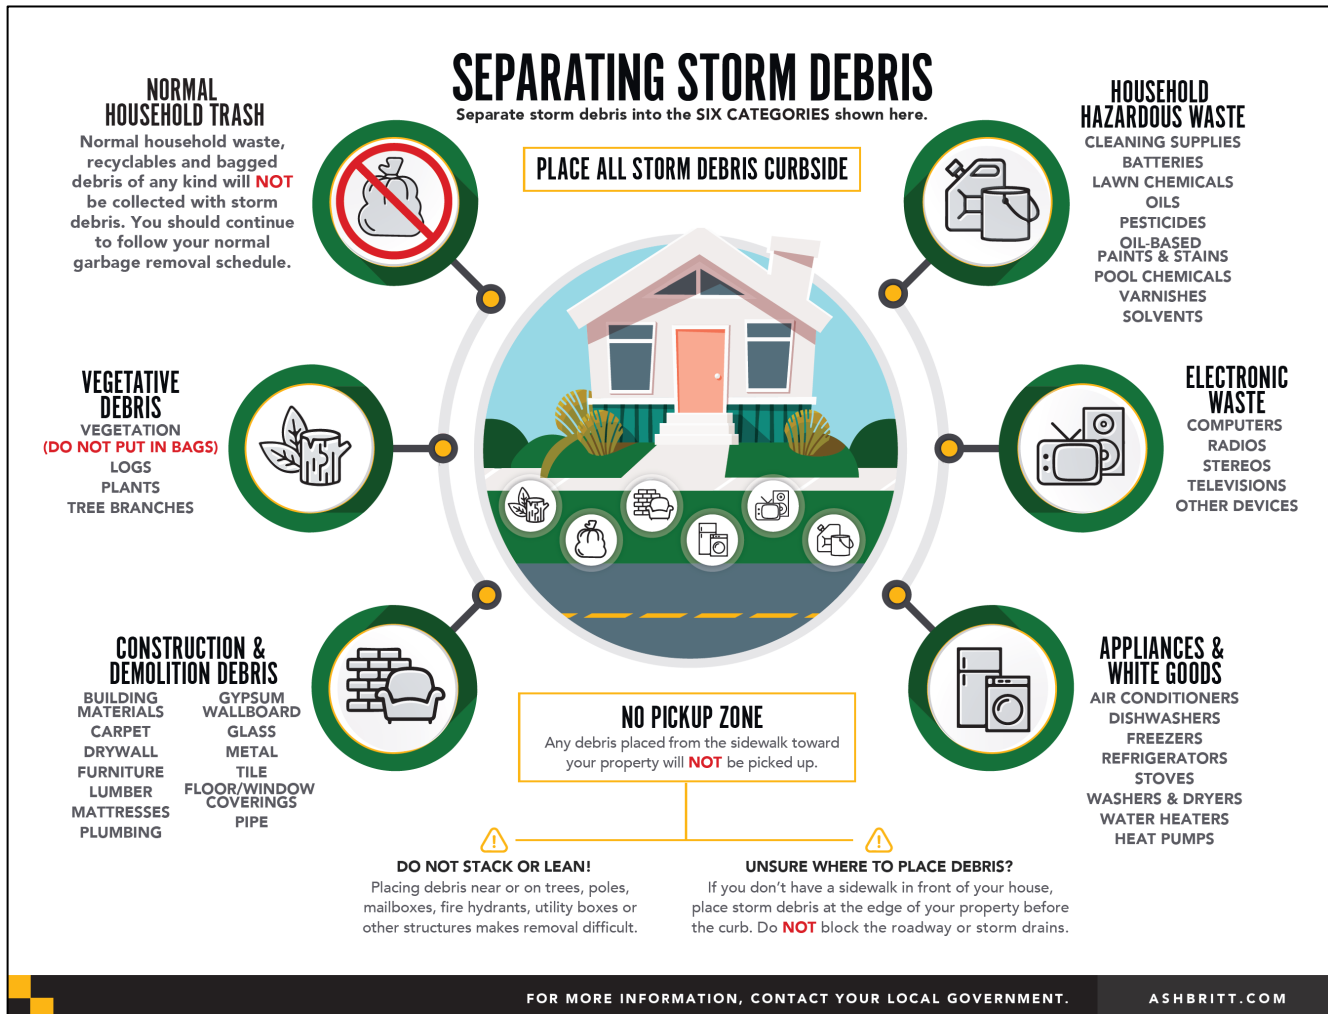 SEPARATING STORM DEBRIS
Separate storm debris into the SIX CATEGORIES shown here.
PLACE ALL STORM DEBRIS CURBSIDE
NORMAL
HOUSEHOLD TRASH
Normal household waste,
recyclables and bagged
debris of any kind will NOT
be collected with storm
debris. You should continue
to follow your normal
garbage removal schedule.
VEGETATIVE
DEBRIS
VEGETATION
(DO NOT PUT IN BAGS)
LOGS
PLANTS
TREE BRANCHES
CONSTRUCTION &
DEMOLITION DEBRIS
BUILDING
MATERIALS
CARPET
DRYWALL
FURNITURE
LUMBER
MATTRESSES
PLUMBING
GYPSUM
WALLBOARD
GLASS
METAL
TILE
FLOOR/WINDOW
COVERINGS
PIPE
HOUSEHOLD
HAZARDOUS WASTE
CLEANING SUPPLIES
BATTERIES
LAWN CHEMICALS
OILS
PESTICIDES
OIL-BASED
PAINTS & STAINS
POOL CHEMICALS
VARNISHES
SOLVENTS
ELECTRONIC
WASTE
COMPUTERS
RADIOS
STEREOS
TELEVISIONS
OTHER DEVICES
APPLIANCES &
WHITE GOODS
AIR CONDITIONERS
DISHWASHERS
FREEZERS
REFRIGERATORS
STOVES
WASHERS & DRYERS
WATER HEATERS
HEAT PUMPS
NO PICKUP ZONE
Any debris placed from the sidewalk toward
your property will NOT be picked up.
DO NOT STACK OR LEAN!
Placing debris near or on trees, poles,
mailboxes, fire hydrants, utility boxes or
other structures makes removal difficult.
UNSURE WHERE TO PLACE DEBRIS?
If you don't have a sidewalk in front of your house,
place storm debris at the edge of your property before
the curb. Do NOT block the roadway or storm drains.
FOR MORE INFORMATION, CONTACT YOUR LOCAL GOVERNMENT.
ASHBRITT.COM